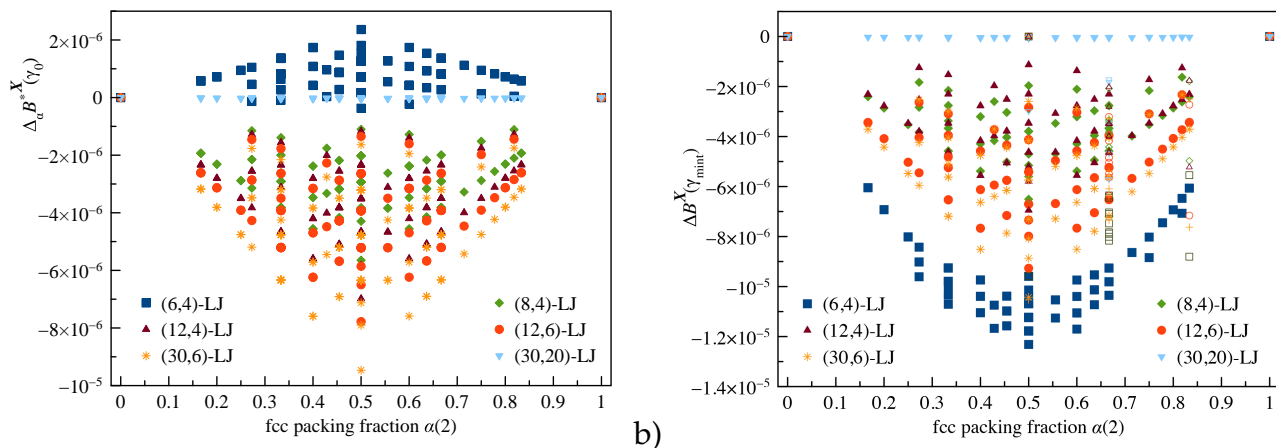 Δ_α B*^X(γ_0)
2×10^-6
0
−2×10^-6
−4×10^-6
−6×10^-6
−8×10^-6
−10^-5
(6,4)-LJ (8,4)-LJ
(12,4)-LJ (12,6)-LJ
(30,6)-LJ (30,20)-LJ
0 0.1 0.2 0.3 0.4 0.5 0.6 0.7 0.8 0.9 1
fcc packing fraction α(2)
b)
ΔB^X(γ_mint)
0
−2×10^-6
−4×10^-6
−6×10^-6
−8×10^-6
−10^-5
−1.2×10^-5
−1.4×10^-5
(6,4)-LJ (8,4)-LJ
(12,4)-LJ (12,6)-LJ
(30,6)-LJ (30,20)-LJ
0 0.1 0.2 0.3 0.4 0.5 0.6 0.7 0.8 0.9 1
fcc packing fraction α(2)